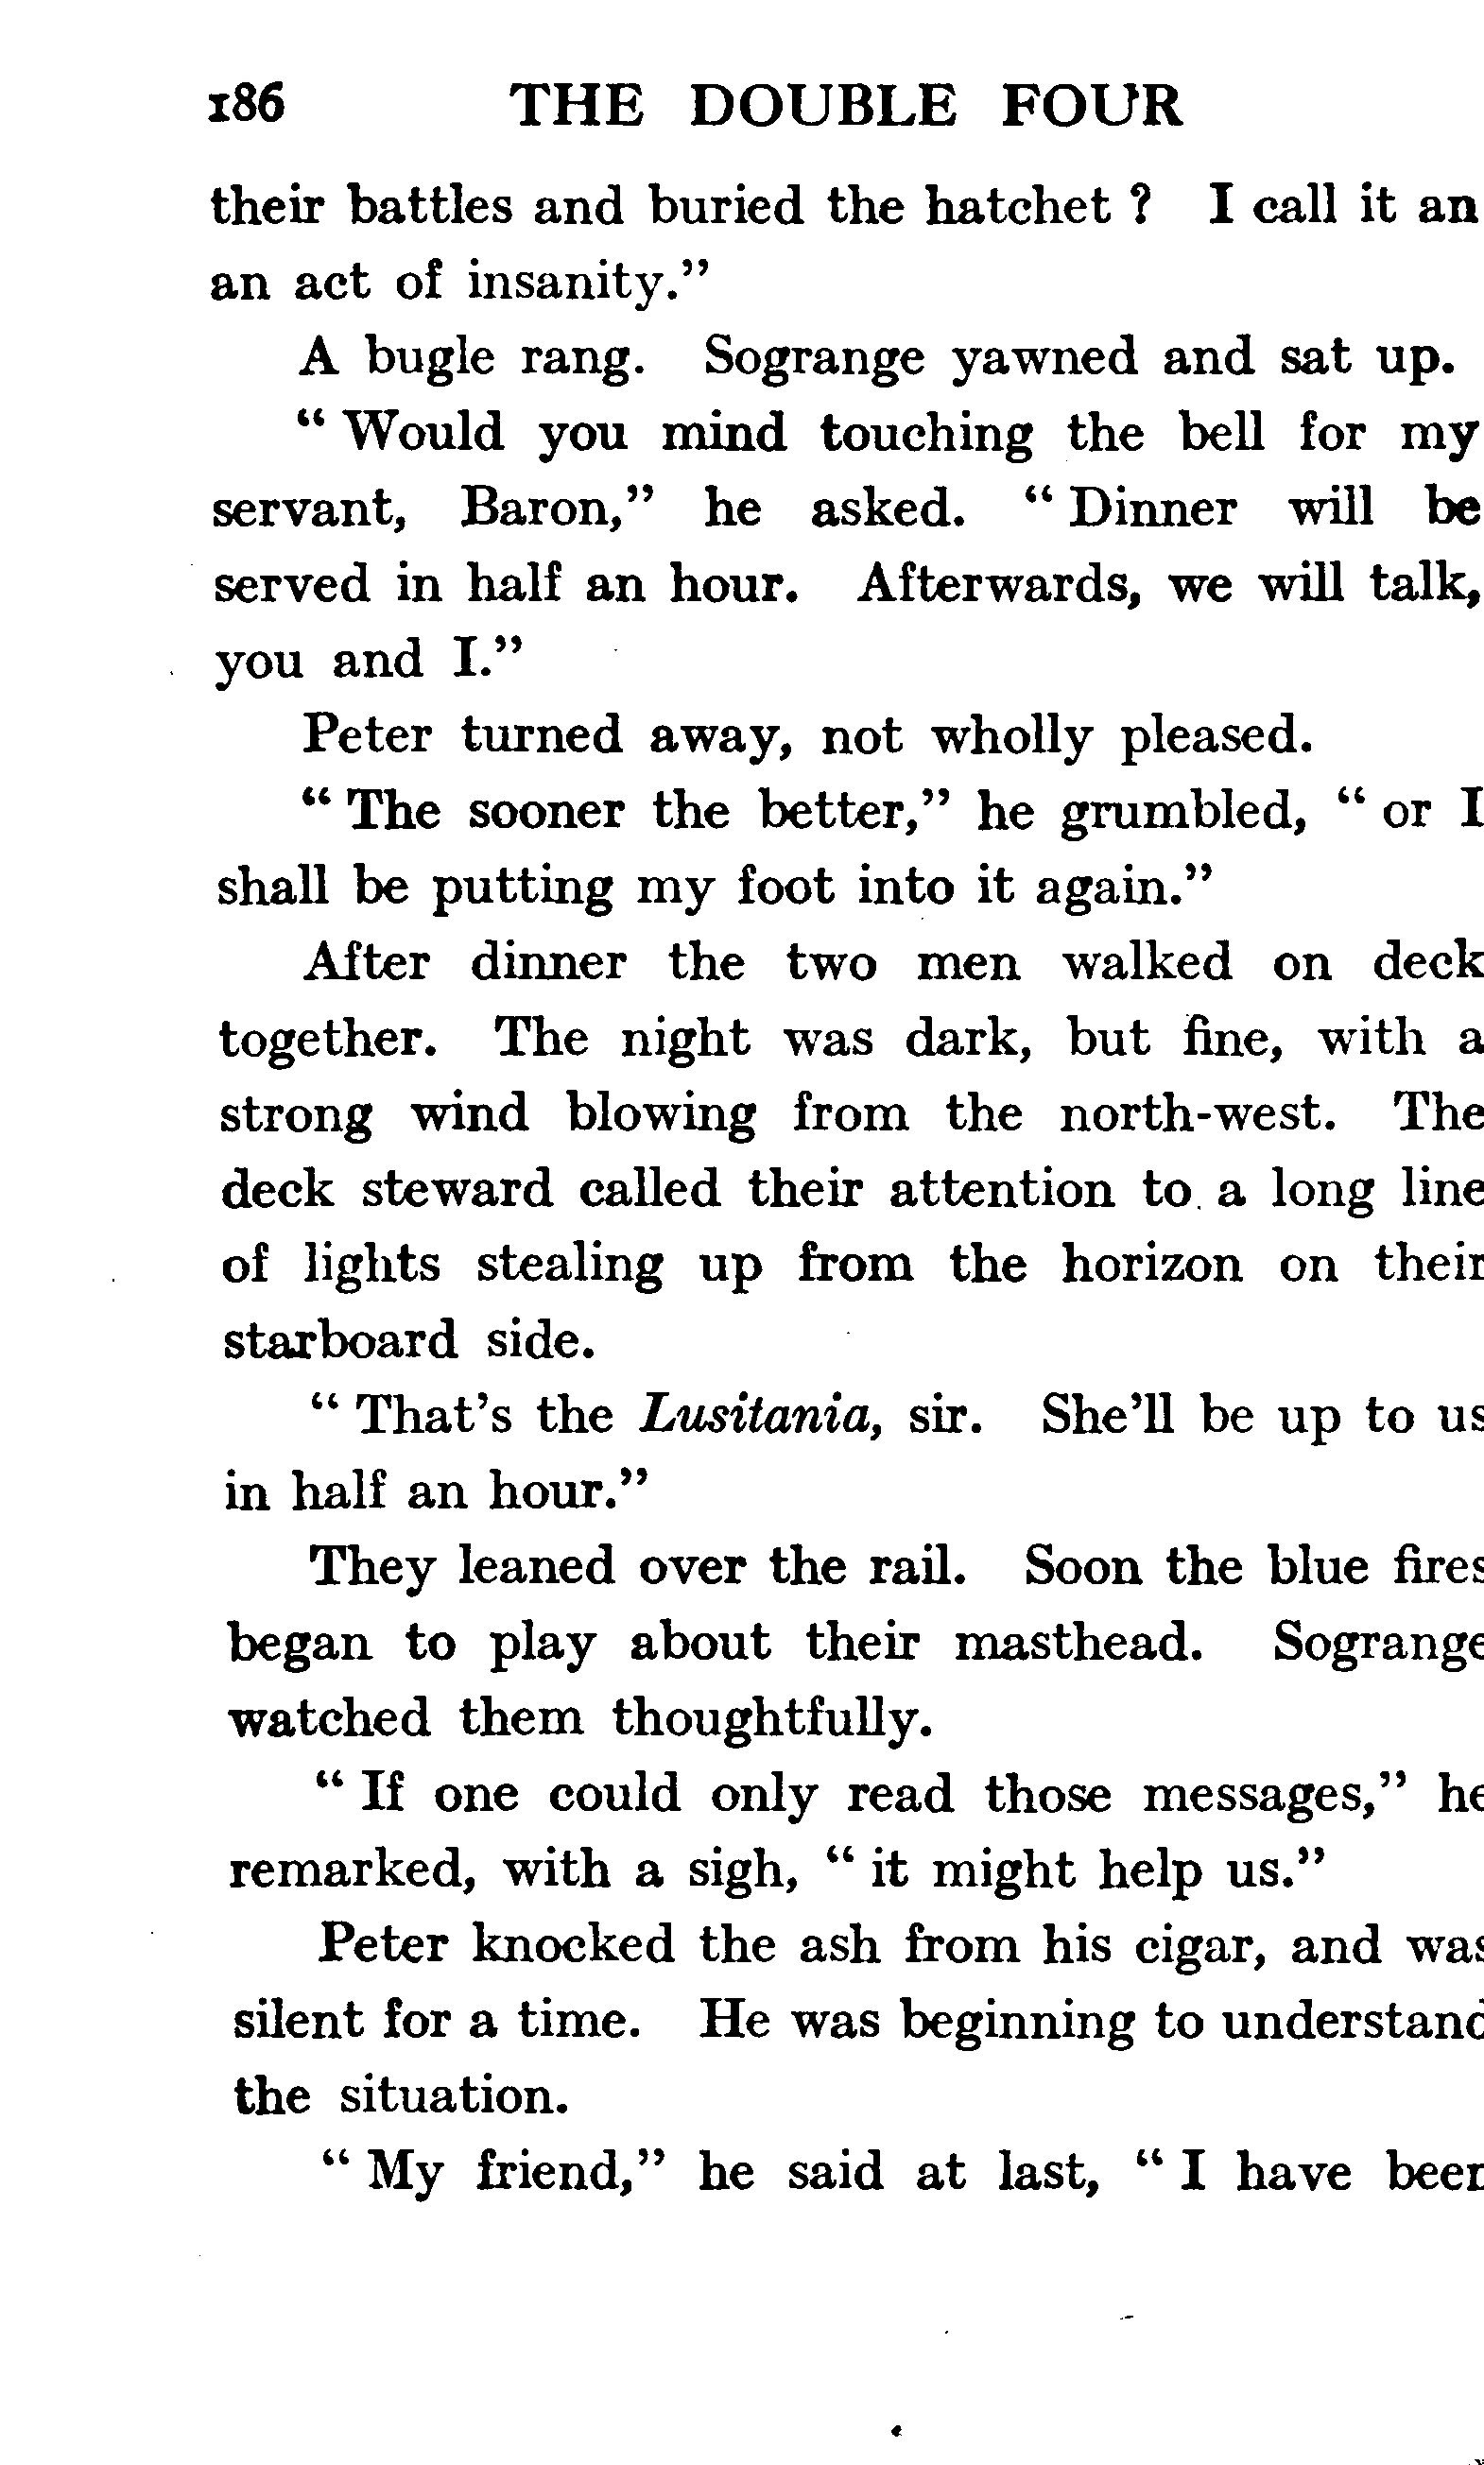 186 THE DOUBLE FOUR
their battles and buried the hatchet ? I call it an
an act of insanity.”
A bugle rang. Sogrange yawned and sat up.
“ Would you mind touching the bell for my
servant, Baron,” he asked. “ Dinner will be
served in half an hour. Afterwards, we will talk,
you and I.”
Peter turned away, not wholly pleased.
“ The sooner the better,” he grumbled, “ or I
shall be putting my foot into it again.”
After dinner the two men walked on deck
together. The night was dark, but fine, with a
strong wind blowing from the north-west. The
deck steward called their attention to a long line
of lights stealing up from the horizon on their
starboard side.
“ That’s the Lusitania, sir. She’ll be up to us
in half an hour.”
They leaned over the rail. Soon the blue fires
began to play about their masthead. Sogrange
watched them thoughtfully.
“ If one could only read those messages,” he
remarked, with a sigh, “ it might help us.”
Peter knocked the ash from his cigar, and was
silent for a time. He was beginning to understand
the situation.
“ My friend,” he said at last, “ I have been